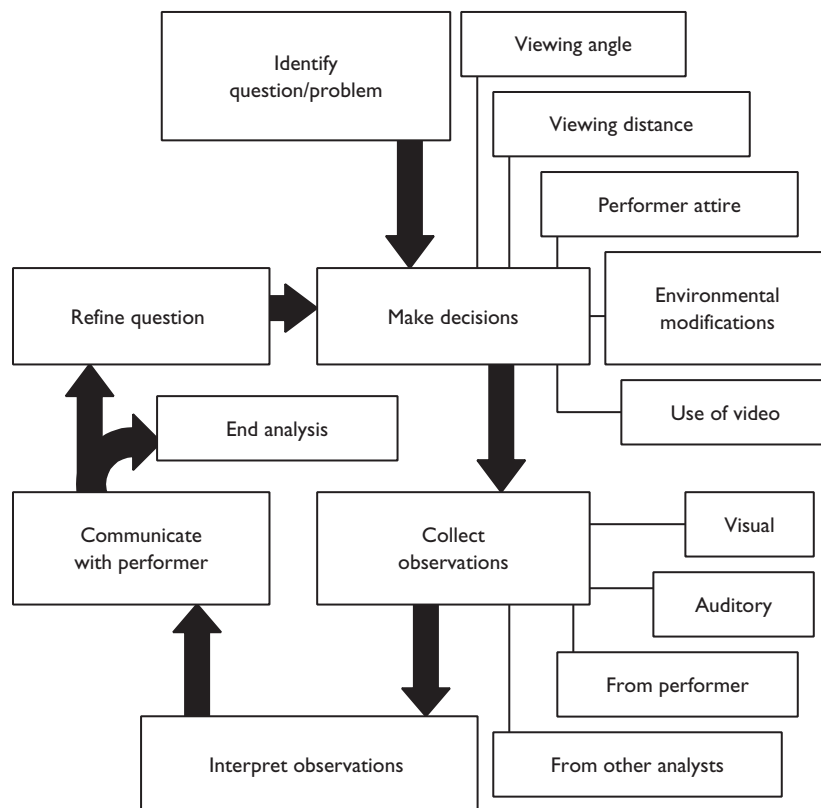 Identify
question/problem
Viewing angle
Viewing distance
Performer attire
Environmental
modifications
Use of video
Refine question
Make decisions
End analysis
Communicate
with performer
Collect
observations
Visual
Auditory
From performer
From other analysts
Interpret observations